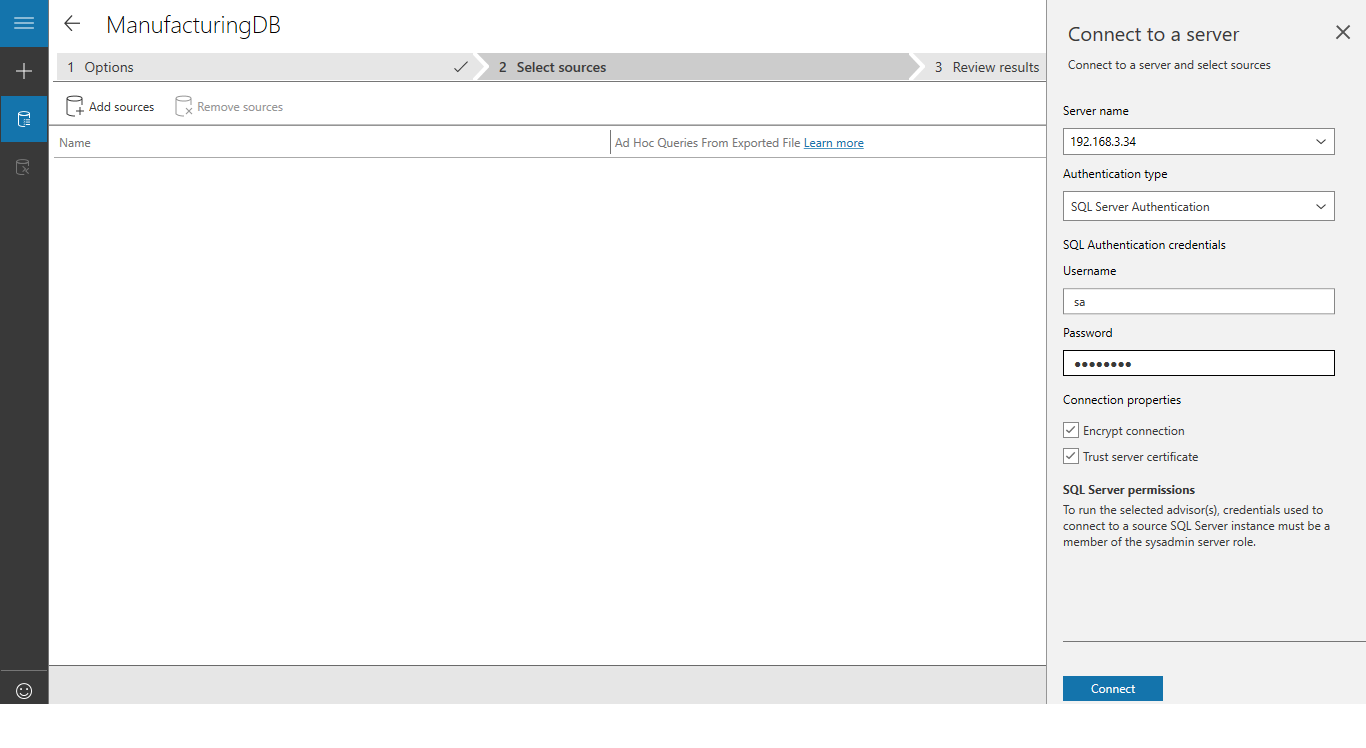 ManufacturingDB
1 Options
2 Select sources
3 Review results
Add sources
Remove sources
Name
Ad Hoc Queries From Exported File Learn more
Connect to a server
Connect to a server and select sources
Server name
192.168.3.34
Authentication type
SQL Server Authentication
SQL Authentication credentials
Username
sa
Password
●●●●●●●●
Connection properties
Encrypt connection
Trust server certificate
SQL Server permissions
To run the selected advisor(s), credentials used to
connect to a source SQL Server instance must be a
member of the sysadmin server role.
Connect